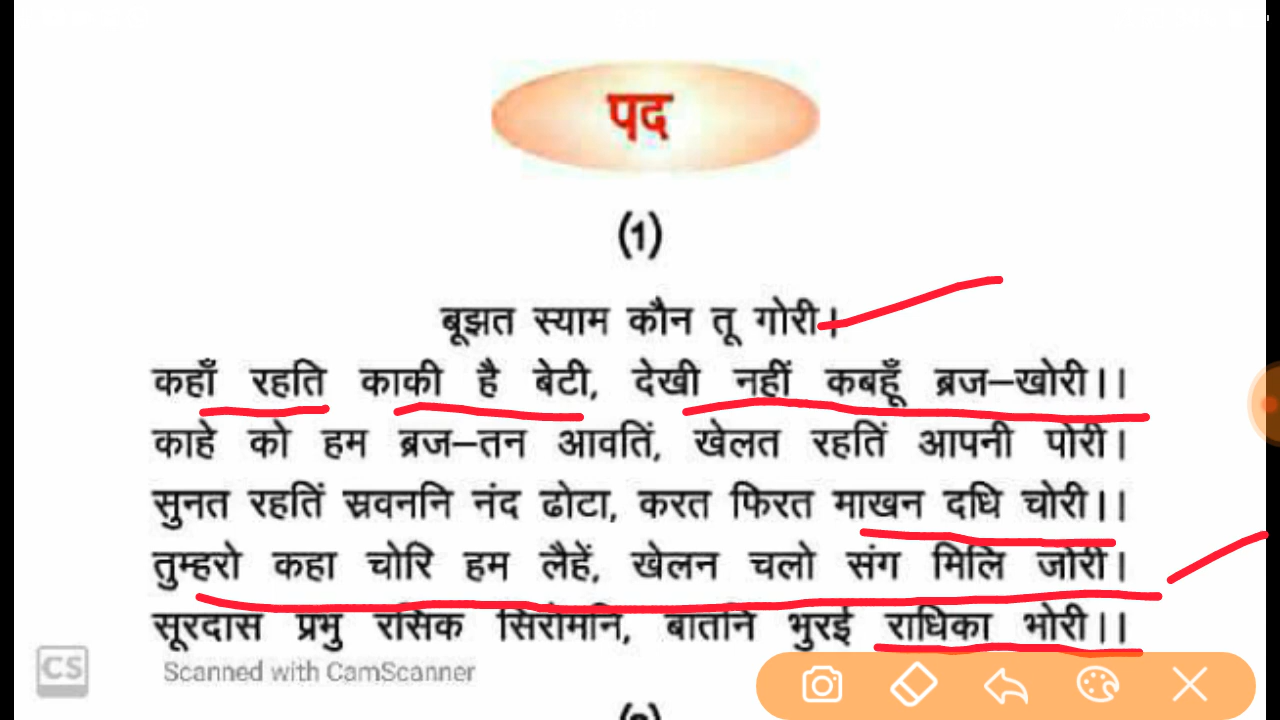 पद
(1)
बूझत स्याम कौन तू गोरी।
कहाँ रहति काकी है बेटी, देखी नहीं कबहूँ ब्रज–खोरी।।
काहे को हम ब्रज–तन आवतिं, खेलत रहतिं आपनी पोरी।
सुनत रहतिं स्रवननि नंद ढोटा, करत फिरत माखन दधि चोरी।।
तुम्हरो कहा चोरि हम लैहें, खेलन चलो संग मिलि जोरी।
सूरदास प्रभु रसिक सिरोमनि, बातनि भुरई राधिका भोरी।।
CS Scanned with CamScanner